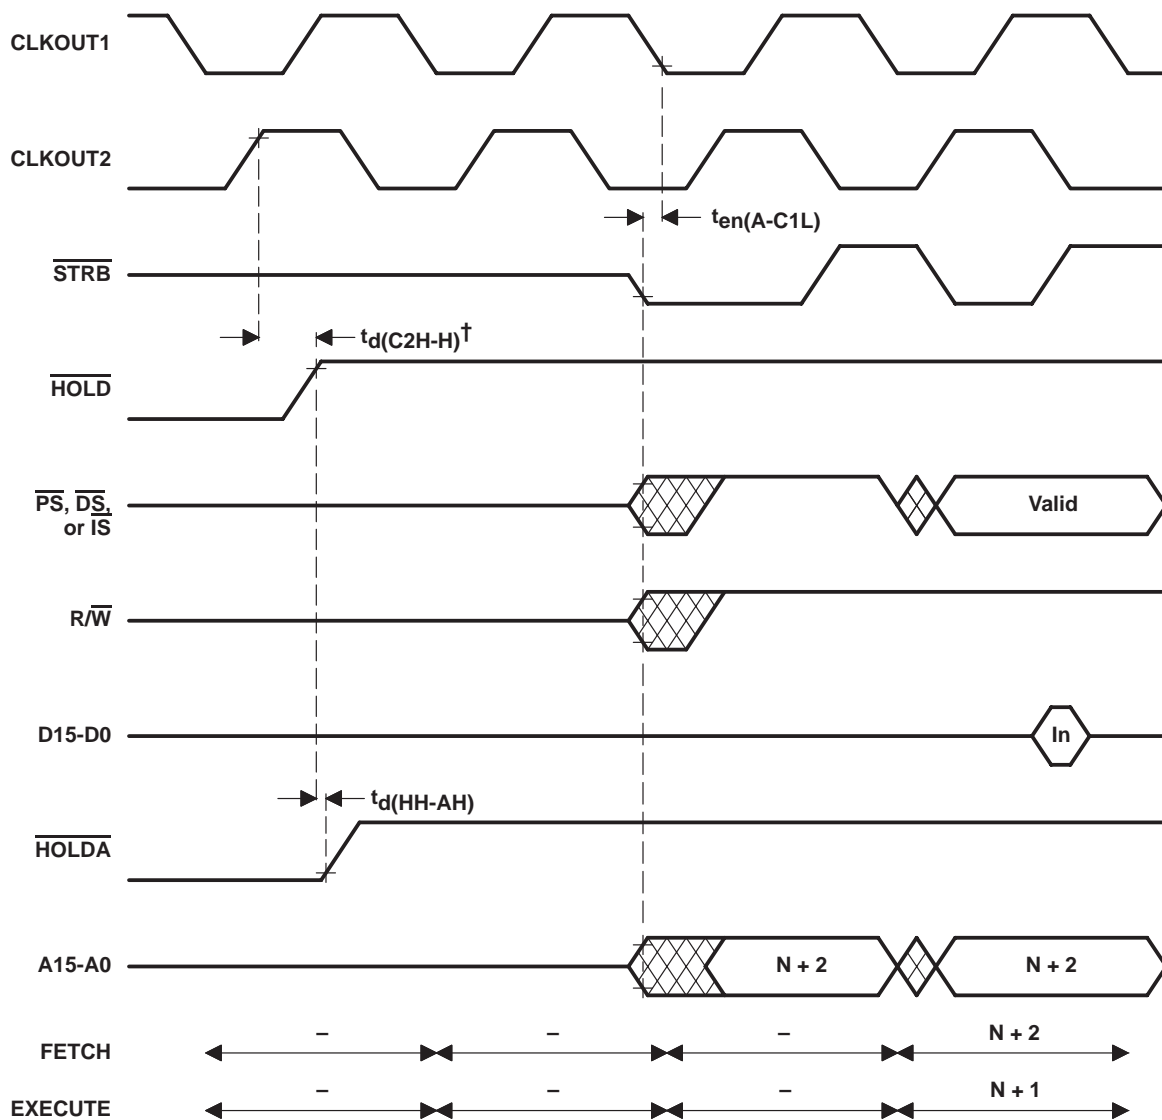 CLKOUT1
CLKOUT2
ten(A-C1L)
STRB
td(C2H-H)†
HOLD
PS, DS,
or IS
Valid
R/W
D15-D0
In
td(HH-AH)
HOLDA
A15-A0
N + 2
N + 2
FETCH
–
–
–
N + 2
EXECUTE
–
–
–
N + 1